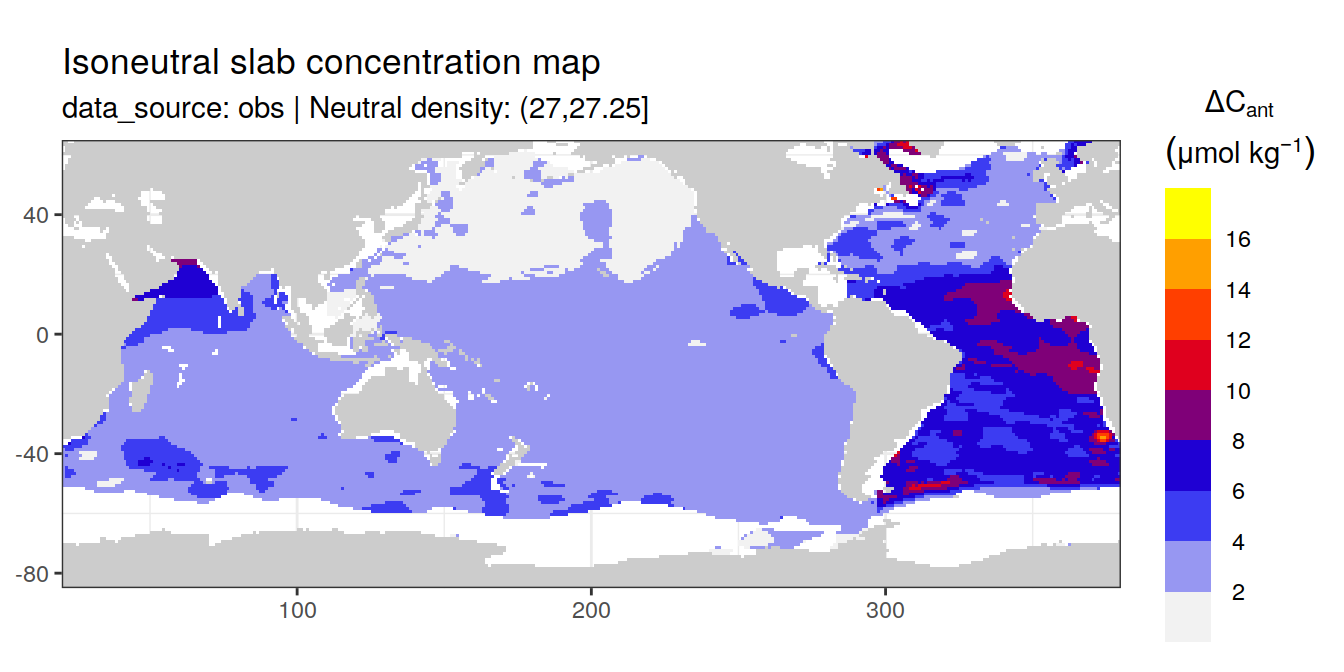 Isoneutral slab concentration map
data_source: obs | Neutral density: (27,27.25]
ΔCant
(μmol kg⁻¹)
16
14
12
10
8
6
4
2
40
0
-40
-80
100 200 300